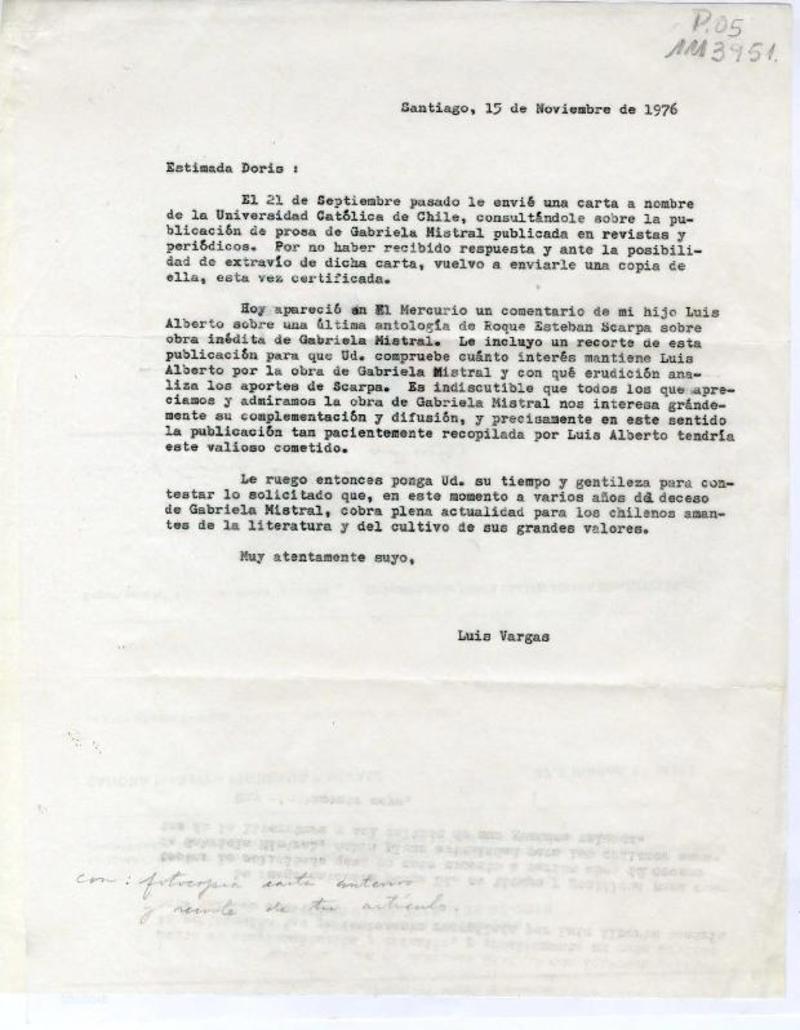 P.05
AM3951.
Santiago, 15 de Noviembre de 1976
Estimada Doris :
El 21 de Septiembre pasado le envié una carta a nombre
de la Universidad Católica de Chile, consultándole sobre la pu-
blicación de prosa de Gabriela Mistral publicada en revistas y
periódicos. Por no haber recibido respuesta y ante la posibili-
dad de extravío de dicha carta, vuelvo a enviarle una copia de
ella, esta vez certificada.
Hoy apareció en El Mercurio un comentario de mi hijo Luis
Alberto sobre una última antología de Roque Esteban Scarpa sobre
obra inédita de Gabriela Mistral. Le incluyo un recorte de esta
publicación para que Ud. compruebe cuánto interés mantiene Luis
Alberto por la obra de Gabriela Mistral y con qué erudición ana-
liza los aportes de Scarpa. Es indiscutible que todos los que apre-
ciamos y admiramos la obra de Gabriela Mistral nos interesa gránde-
mente su complementación y difusión, y precisamente en este sentido
la publicación tan pacientemente recopilada por Luis Alberto tendría
este valioso cometido.
Le ruego entonces ponga Ud. su tiempo y gentileza para con-
testar lo solicitado que, en este momento a varios años del deceso
de Gabriela Mistral, cobra plena actualidad para los chilenos aman-
tes de la literatura y del cultivo de sus grandes valores.
Muy atentamente suyo,
Luis Vargas
con: fotocopia carta anterior
y recorte de tu artículo.